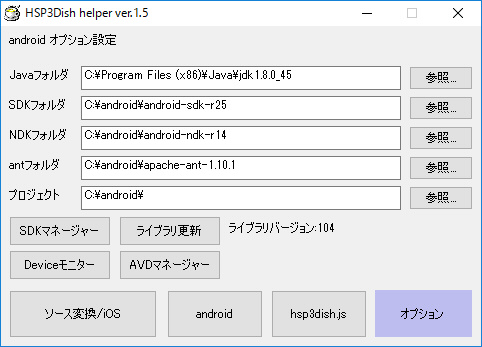 HSP3Dish helper ver.1.5
android オプション設定
Javaフォルダ C:¥Program Files (x86)¥Java¥jdk1.8.0_45 参照...
SDKフォルダ C:¥android¥android-sdk-r25 参照...
NDKフォルダ C:¥android¥android-ndk-r14 参照...
antフォルダ C:¥android¥apache-ant-1.10.1 参照...
プロジェクト C:¥android¥ 参照...
SDKマネージャー ライブラリ更新 ライブラリバージョン:104
Deviceモニター AVDマネージャー
ソース変換/iOS android hsp3dish.js オプション